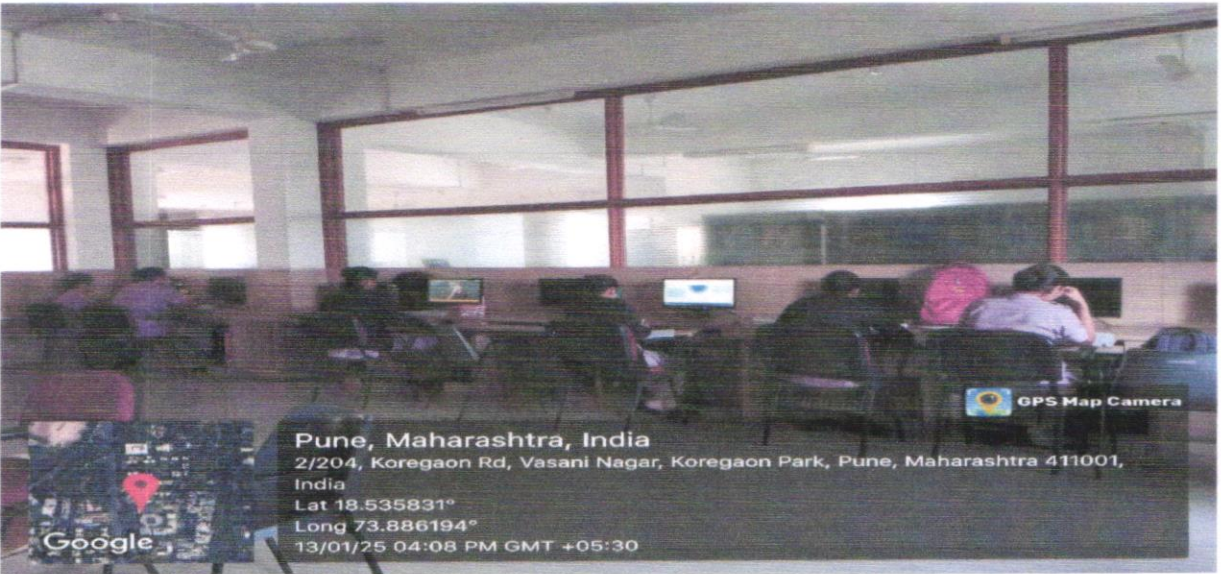 GPS Map Camera
Pune, Maharashtra, India
2/204, Koregaon Rd, Vasani Nagar, Koregaon Park, Pune, Maharashtra 411001,
India
Lat 18.535831°
Long 73.886194°
13/01/25 04:08 PM GMT +05:30
Google